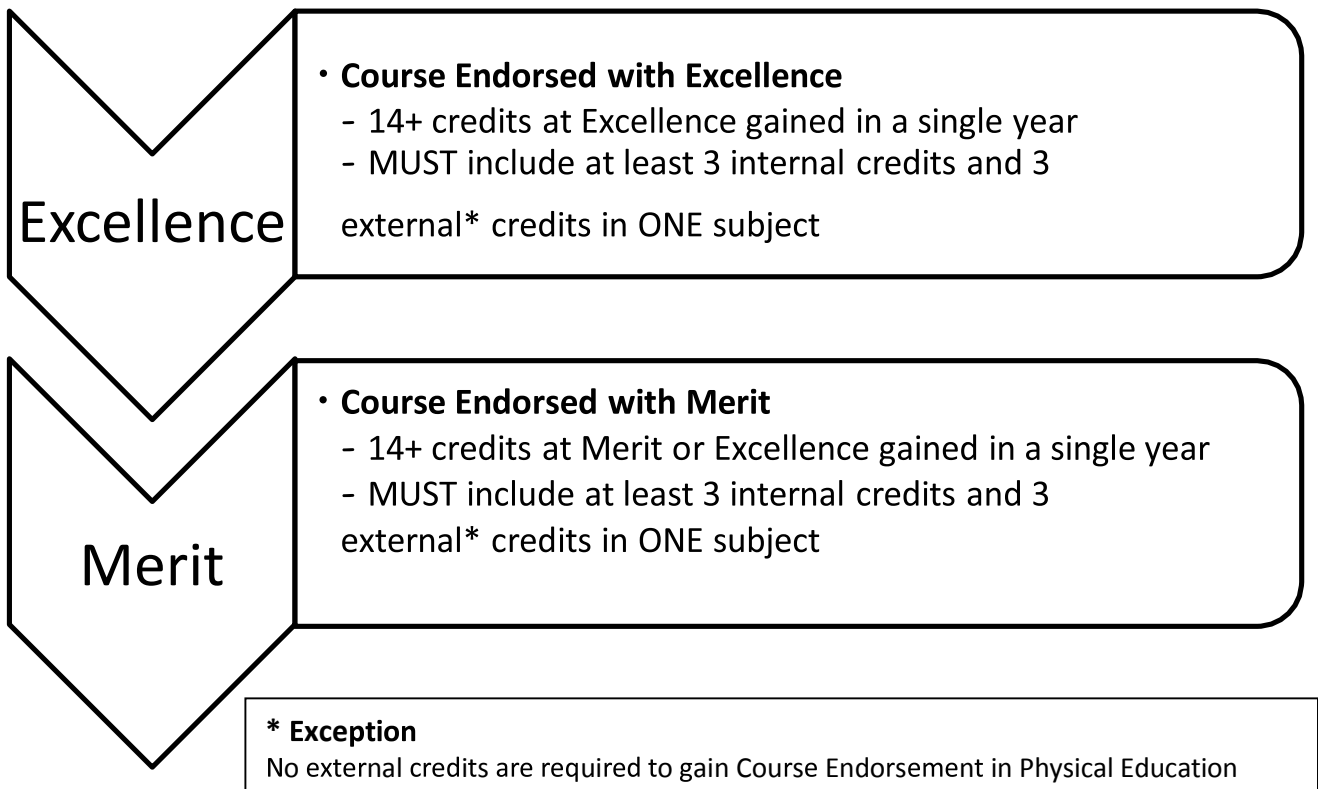 Excellence
· Course Endorsed with Excellence
- 14+ credits at Excellence gained in a single year
- MUST include at least 3 internal credits and 3
external* credits in ONE subject
Merit
· Course Endorsed with Merit
- 14+ credits at Merit or Excellence gained in a single year
- MUST include at least 3 internal credits and 3
external* credits in ONE subject
* Exception
No external credits are required to gain Course Endorsement in Physical Education